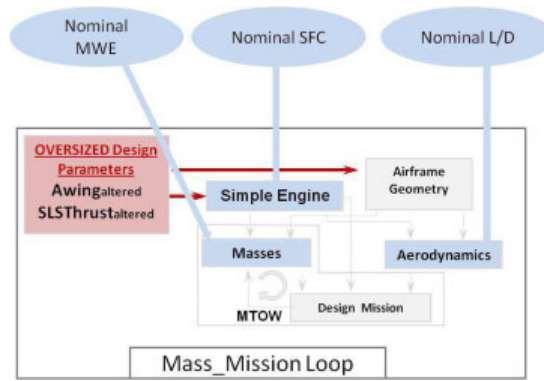 Nominal
MWE
Nominal SFC
Nominal L/D
OVERSIZED Design
Parameters
Awingaltered
SLSThrustaltered
Airframe
Geometry
Simple Engine
Masses
Aerodynamics
MTOW
Design Mission
Mass_Mission Loop